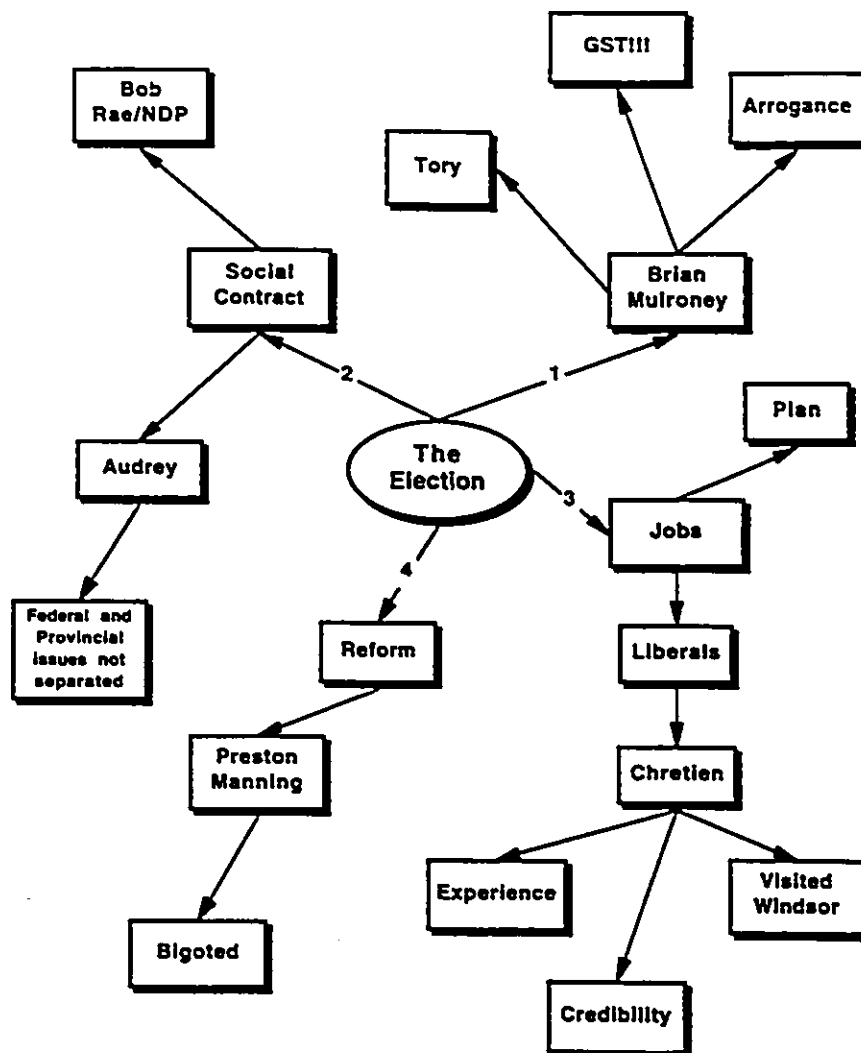 GST!!!
Bob
Rae/NDP
Arrogance
Tory
Social
Contract
Brian
Mulroney
2
1
Plan
The
Election
Audrey
3
Jobs
4
Federal and
Provincial
issues not
separated
Reform
Liberals
Preston
Manning
Chretien
Experience
Visited
Windsor
Bigoted
Credibility